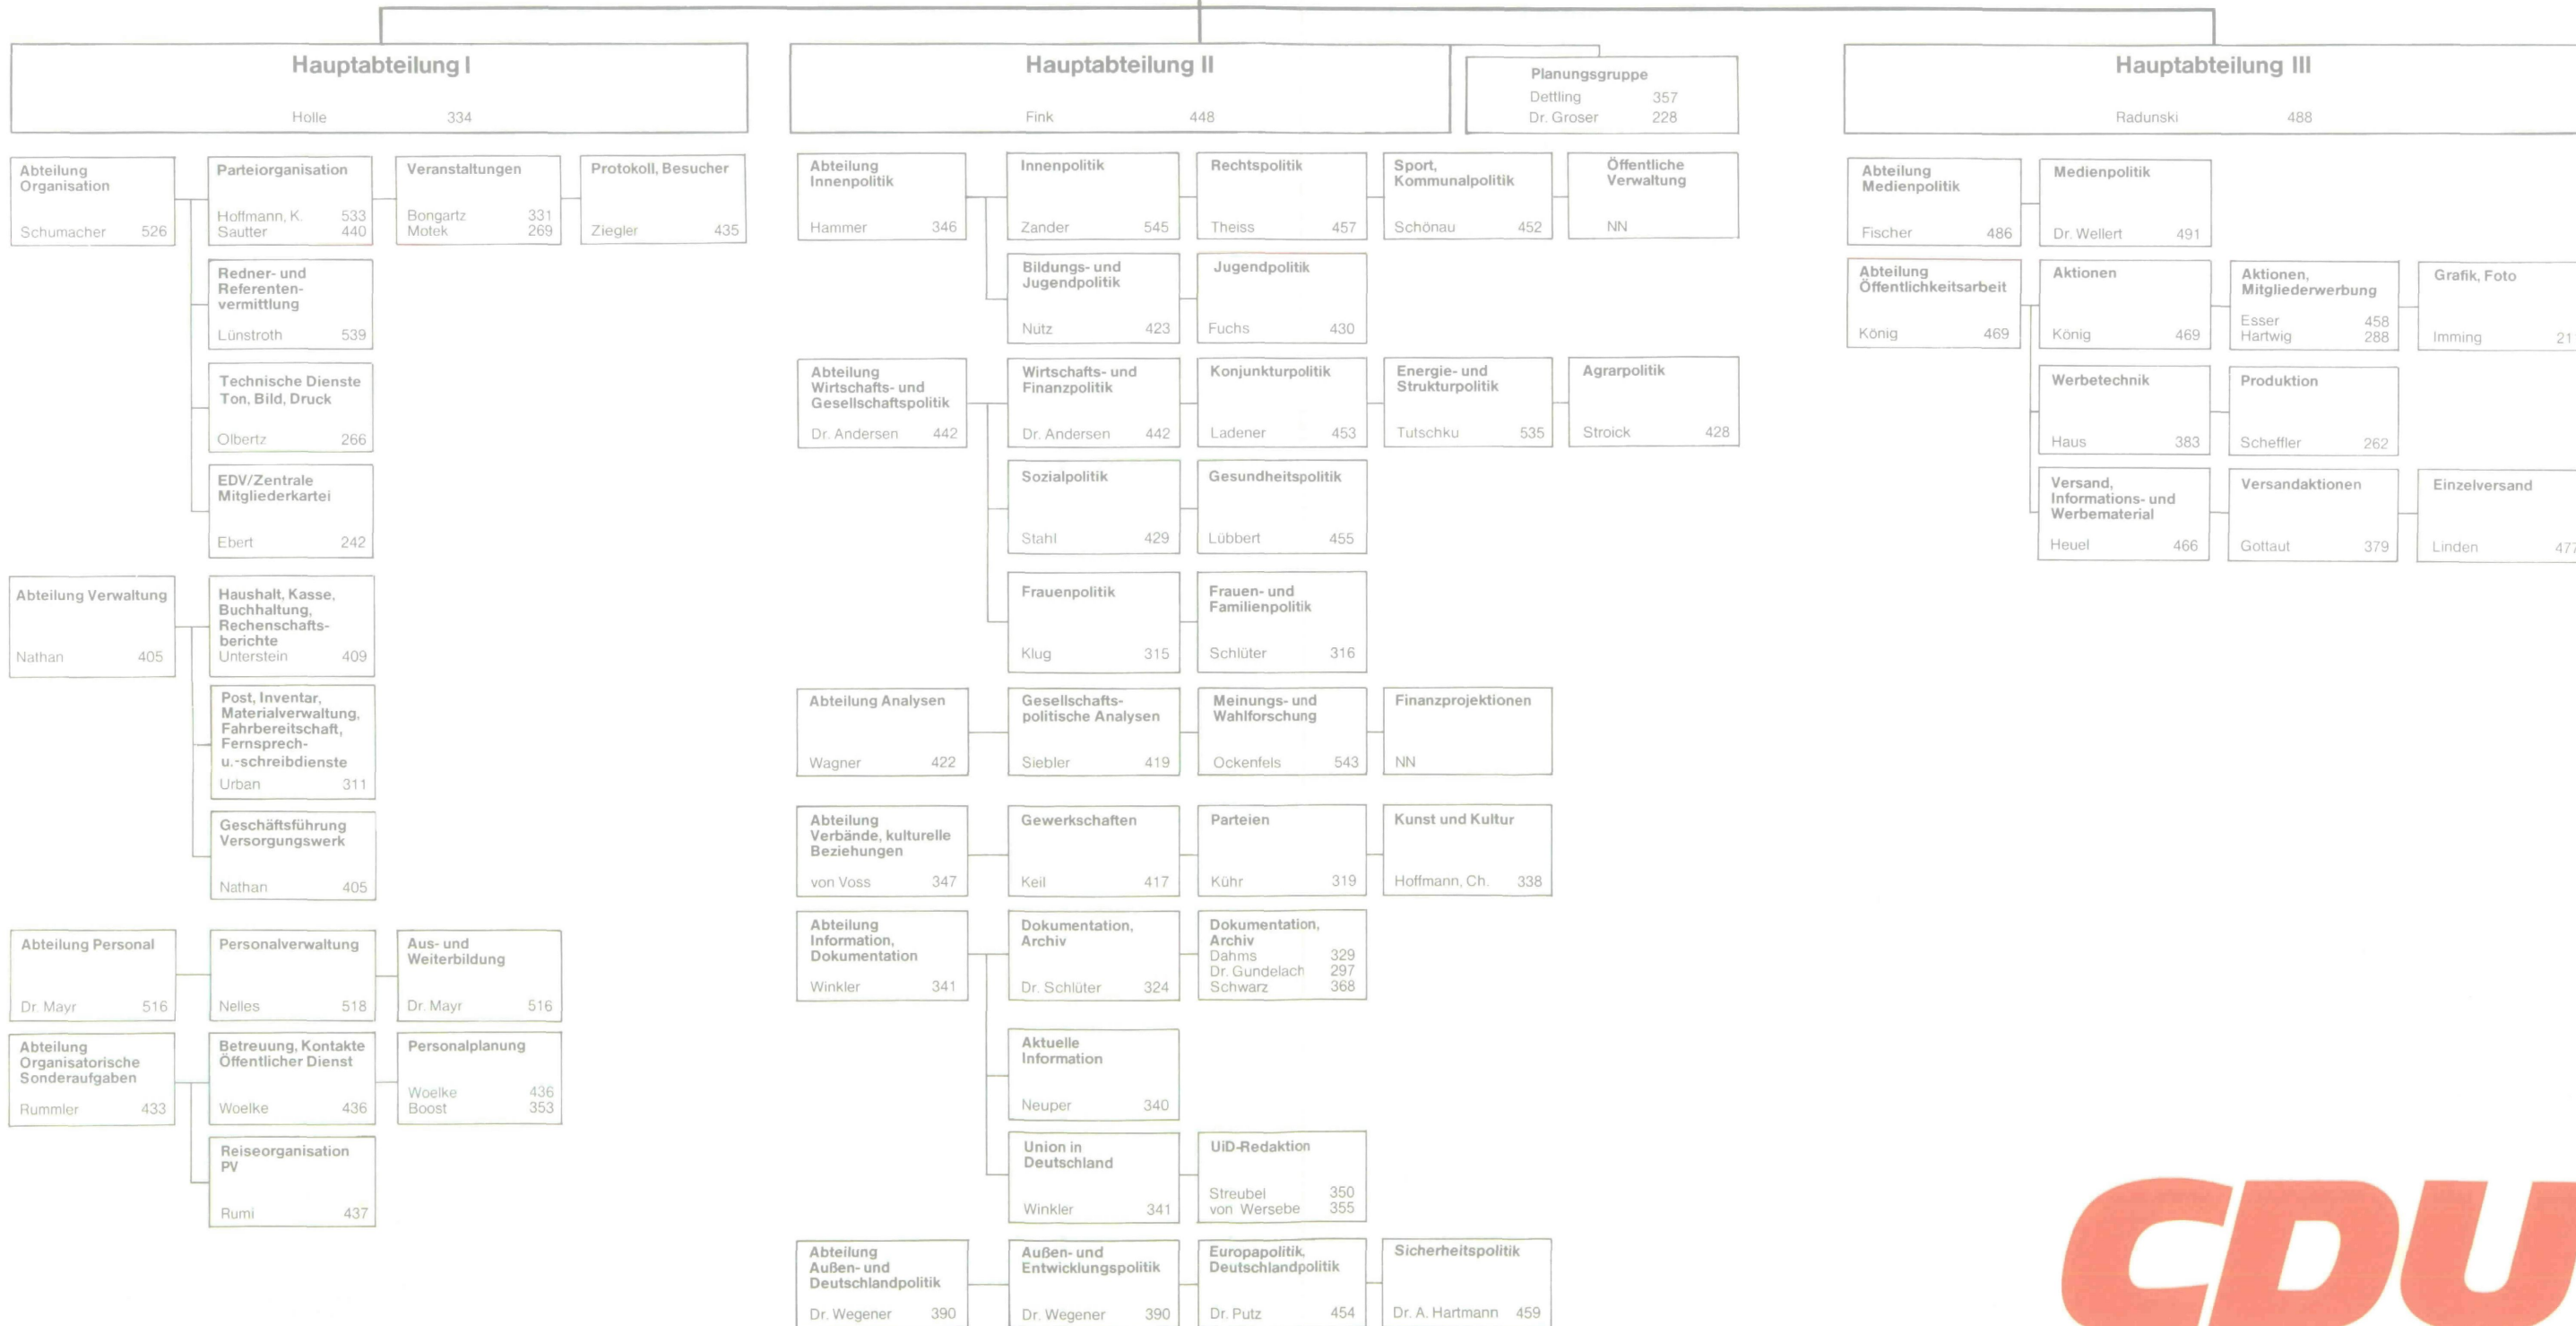 Hauptabteilung I
Holle 334
Abteilung
Organisation
Schumacher 526
Parteiorganisation
Hoffmann, K. 533
Sautter 440
Veranstaltungen
Bongartz 331
Motek 269
Protokoll, Besucher
Ziegler 435
Redner- und
Referenten-
vermittlung
Lünstroth 539
Technische Dienste
Ton, Bild, Druck
Olbertz 266
EDV/Zentrale
Mitgliederkartei
Ebert 242
Abteilung Verwaltung
Nathan 405
Haushalt, Kasse,
Buchhaltung,
Rechenschafts-
berichte
Unterstein 409
Post, Inventar,
Materialverwaltung,
Fahrbereitschaft,
Fernsprech-
u.-schreibdienste
Urban 311
Geschäftsführung
Versorgungswerk
Nathan 405
Abteilung Personal
Dr. Mayr 516
Personalverwaltung
Nelles 518
Aus- und
Weiterbildung
Dr. Mayr 516
Abteilung
Organisatorische
Sonderaufgaben
Rummler 433
Betreuung, Kontakte
Öffentlicher Dienst
Woelke 436
Personalplanung
Woelke 436
Boost 353
Reiseorganisation
PV
Rumi 437
Hauptabteilung II
Fink 448
Planungsgruppe
Dettling 357
Dr. Groser 228
Abteilung
Innenpolitik
Hammer 346
Innenpolitik
Zander 545
Rechtspolitik
Theiss 457
Sport,
Kommunalpolitik
Schönau 452
Öffentliche
Verwaltung
NN
Bildungs- und
Jugendpolitik
Nütz 423
Jugendpolitik
Fuchs 430
Abteilung
Wirtschafts- und
Gesellschaftspolitik
Dr. Andersen 442
Wirtschafts- und
Finanzpolitik
Dr. Andersen 442
Konjunkturpolitik
Ladener 453
Energie- und
Strukturpolitik
Tutschku 535
Agrarpolitik
Stroick 428
Sozialpolitik
Stahl 429
Gesundheitspolitik
Lübbert 455
Frauenpolitik
Klug 315
Frauen- und
Familienpolitik
Schlüter 316
Abteilung Analysen
Wagner 422
Gesellschafts-
politische Analysen
Siebler 419
Meinungs- und
Wahlforschung
Ockenfels 543
Finanzprojektionen
NN
Abteilung
Verbände, kulturelle
Beziehungen
von Voss 347
Gewerkschaften
Keil 417
Parteien
Kühr 319
Kunst und Kultur
Hoffmann, Ch. 338
Abteilung
Information,
Dokumentation
Winkler 341
Dokumentation,
Archiv
Dr. Schlüter 324
Dokumentation,
Archiv
Dahms 329
Dr. Gundelach 297
Schwarz 368
Aktuelle
Information
Neuper 340
Union in
Deutschland
Winkler 341
UiD-Redaktion
Streubel 350
von Wersebe 355
Abteilung
Außen- und
Deutschlandpolitik
Dr. Wegener 390
Außen- und
Entwicklungspolitik
Dr. Wegener 390
Europapolitik,
Deutschlandpolitik
Dr. Putz 454
Sicherheitspolitik
Dr. A. Hartmann 459
Hauptabteilung III
Radunski 488
Abteilung
Medienpolitik
Fischer 486
Medienpolitik
Dr. Wellert 491
Abteilung
Öffentlichkeitsarbeit
König 469
Aktionen
König 469
Aktionen,
Mitgliederwerbung
Esser 458
Hartwig 288
Grafik, Foto
Imming 21
Werbetechnik
Haus 383
Produktion
Scheffler 262
Versand,
Informations- und
Werbematerial
Heuel 466
Versandaktionen
Gottaut 379
Einzelversand
Linden 477
CDU